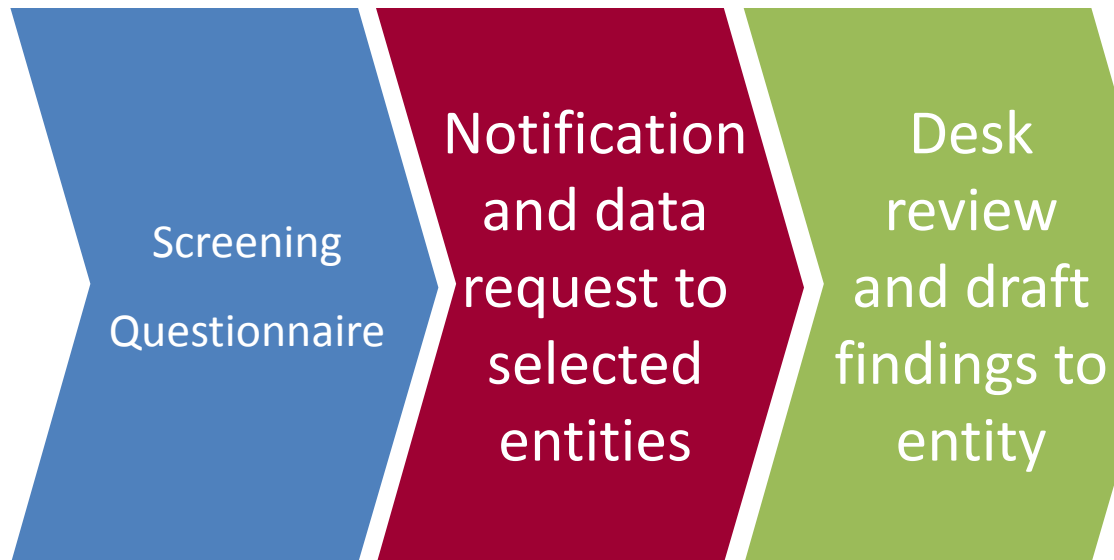 Screening
Questionnaire
Notification
and data
request to
selected
entities
Desk
review
and draft
findings to
entity